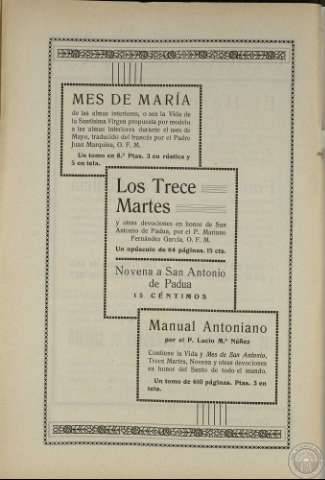 MES DE MARÍA
de las almas interiores, o sea la Vida de
la Santísima Virgen propuesta por modelo
a las almas interiores durante el mes de
Mayo, traducido del francés por el Padre
Juan Marquina, O. F. M.
Un tomo en 8.º Ptas. 3 en rústica y
5 en tela.
Los Trece
Martes
y otras devociones en honor de San
Antonio de Padua, por el P. Mariano
Fernández García, O. F. M.
Un opúsculo de 64 páginas. 15 cts.
Novena a San Antonio
de Padua
15 CÉNTIMOS
Manual Antoniano
por el P. Lucio M.ª Núñez
Contiene la Vida y Mes de San Antonio,
Trece Martes, Novena y otras devociones
en honor del Santo de todo el mundo.
Un tomo de 400 páginas. Ptas. 3 en
tela.